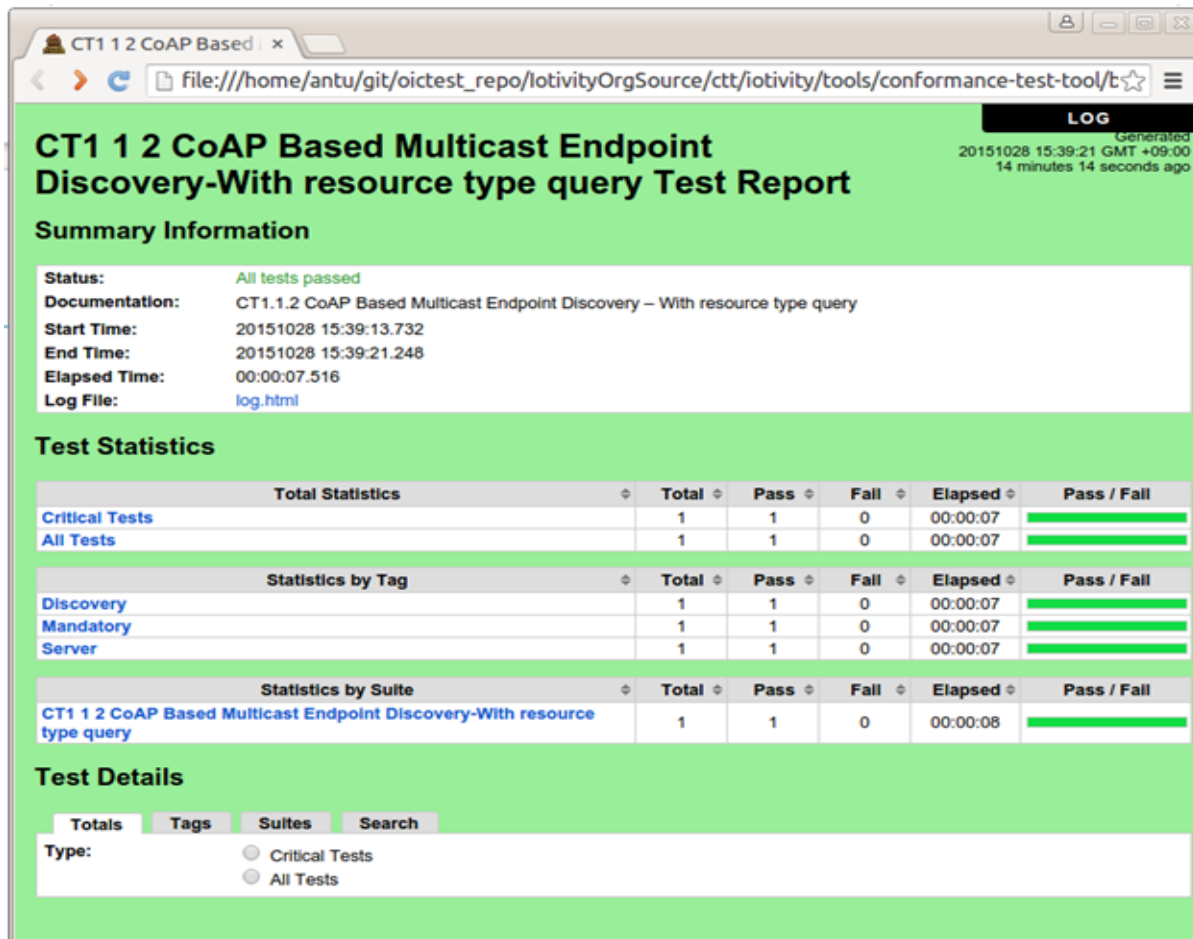 CT1 1 2 CoAP Based
file:///home/antu/git/oictest_repo/IotivityOrgSource/ctt/iotivity/tools/conformance-test-tool/b
LOG
CT1 1 2 CoAP Based Multicast Endpoint
Discovery-With resource type query Test Report
Generated
20151028 15:39:21 GMT +09:00
14 minutes 14 seconds ago
Summary Information
Status: All tests passed
Documentation: CT1.1.2 CoAP Based Multicast Endpoint Discovery – With resource type query
Start Time: 20151028 15:39:13.732
End Time: 20151028 15:39:21.248
Elapsed Time: 00:00:07.516
Log File: log.html
Test Statistics
Total Statistics Total Pass Fail Elapsed Pass / Fail
Critical Tests 1 1 0 00:00:07
All Tests 1 1 0 00:00:07
Statistics by Tag Total Pass Fail Elapsed Pass / Fail
Discovery 1 1 0 00:00:07
Mandatory 1 1 0 00:00:07
Server 1 1 0 00:00:07
Statistics by Suite Total Pass Fail Elapsed Pass / Fail
CT1 1 2 CoAP Based Multicast Endpoint Discovery-With resource
type query 1 1 0 00:00:08
Test Details
Totals Tags Suites Search
Type: Critical Tests
All Tests